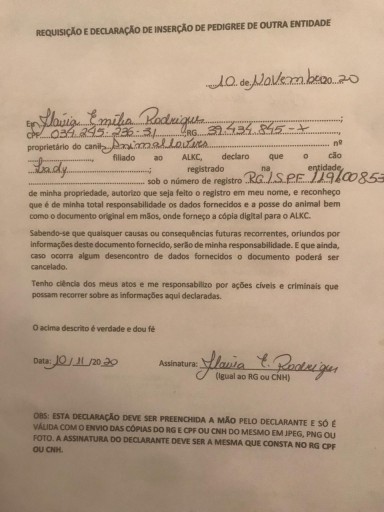 REQUISIÇÃO E DECLARAÇÃO DE INSERÇÃO DE PEDIGREE DE OUTRA ENTIDADE
10 de Novembro 20 20
Eu, Flavia Emilia Rodrigues;
CPF 034.245-236-31 RG 39.434.845-X,
proprietário do canil Animallovers nº
, filiado ao ALKC, declaro que o cão
Lady; registrado na entidade
sob o número de registro RG/SPF/119/00853
de minha propriedade, autorizo que seja feito o registro em meu nome, e reconheço
que é de minha total responsabilidade os dados fornecidos e a posse do animal bem
como o documento original em mãos, onde forneço a cópia digital para o ALKC.
Sabendo-se que quaisquer causas ou consequências futuras recorrentes, oriundos por
informações deste documento fornecido, serão de minha responsabilidade. E que ainda,
caso ocorra algum desencontro de dados fornecidos o documento poderá ser
cancelado.
Tenho ciência dos meus atos e me responsabilizo por ações cíveis e criminais que
possam recorrer sobre as informações aqui declaradas.
O acima descrito é verdade e dou fé
Data: 10/11/2020 Assinatura: Flavia E. Rodrigues
(Igual ao RG ou CNH)
OBS: ESTA DECLARAÇÃO DEVE SER PREENCHIDA A MÃO PELO DECLARANTE E SÓ É
VÁLIDA COM O ENVIO DAS CÓPIAS DO RG E CPF OU CNH DO MESMO EM JPEG, PNG OU
FOTO. A ASSINATURA DO DECLARANTE DEVE SER A MESMA QUE CONSTA NO RG CPF
OU CNH.